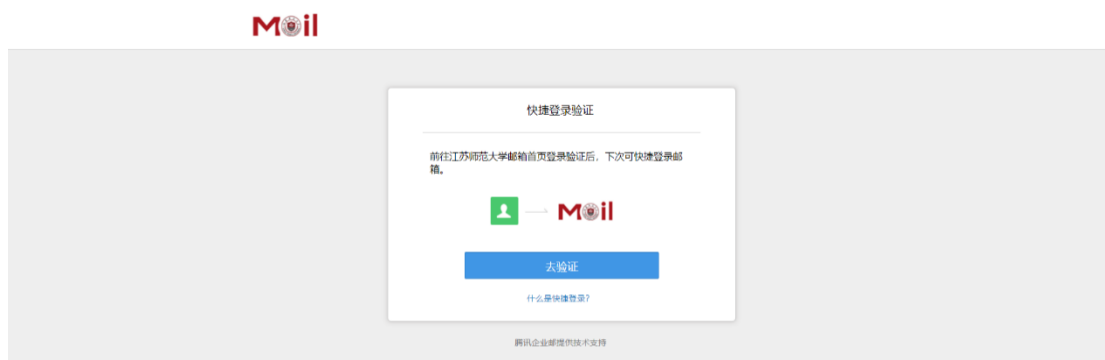 Mail
快捷登录验证
前往江苏师范大学邮箱首页登录验证后，下次可快捷登录邮
箱。
Mail
去验证
什么是快捷登录?
腾讯企业邮提供技术支持